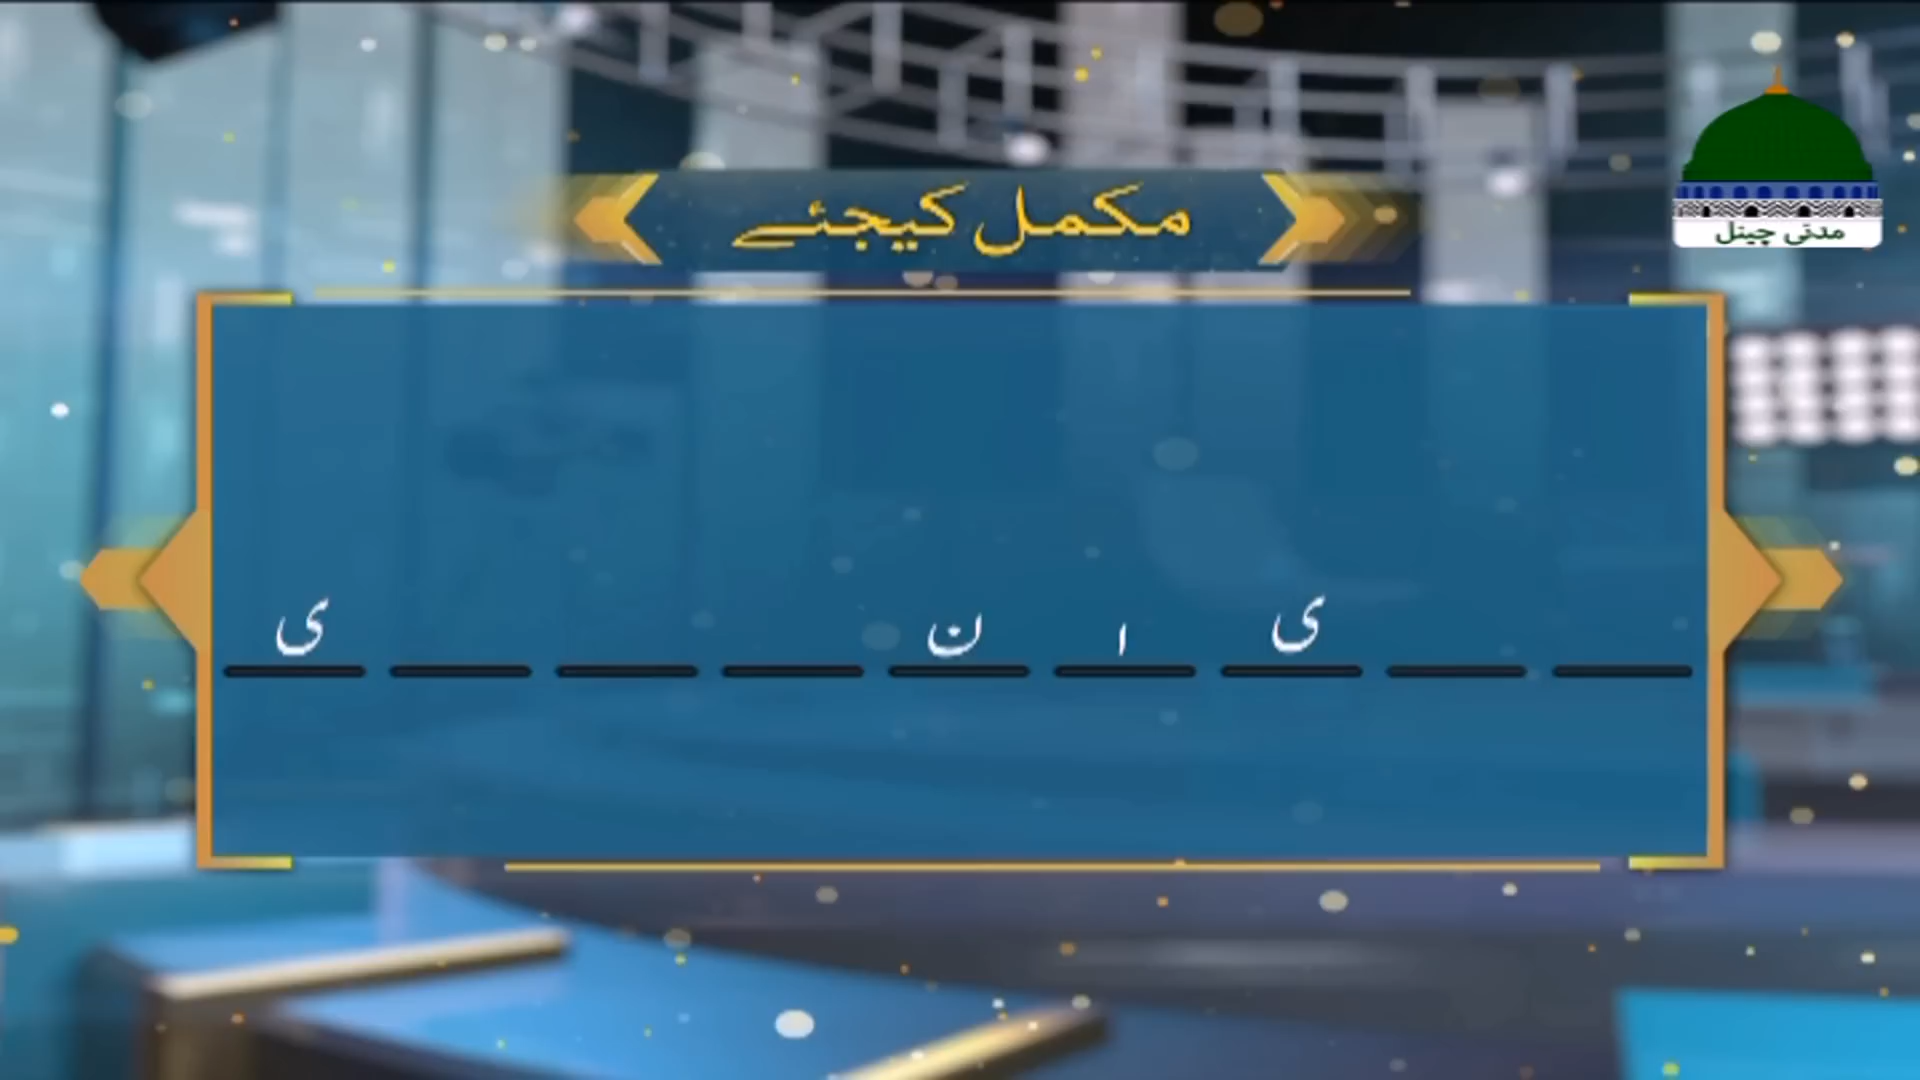 مکمل کیجئے
مدنی چینل
ی ا ن ی